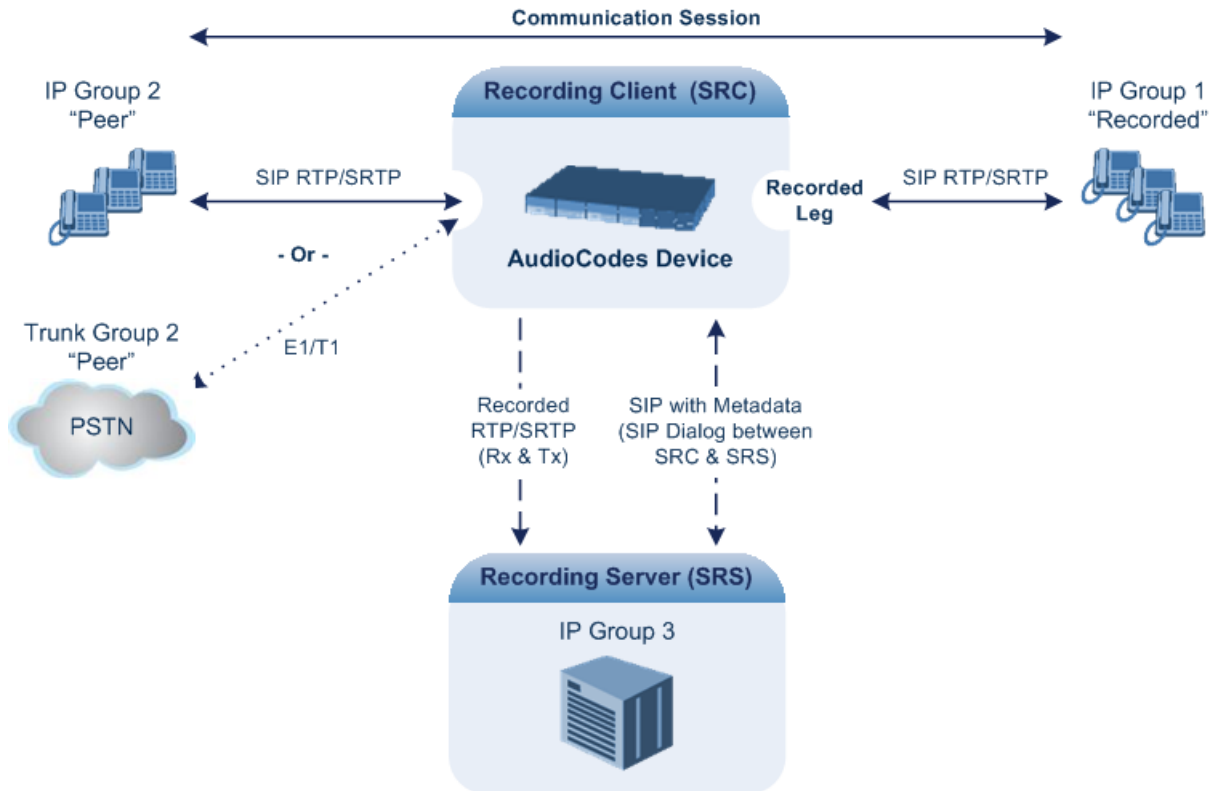 Communication Session
IP Group 2
“Peer”
Recording Client (SRC)
IP Group 1
“Recorded”
SIP RTP/SRTP
Recorded
Leg
SIP RTP/SRTP
- Or -
AudioCodes Device
Trunk Group 2
“Peer”
E1/T1
PSTN
Recorded
RTP/SRTP
(Rx & Tx)
SIP with Metadata
(SIP Dialog between
SRC & SRS)
Recording Server (SRS)
IP Group 3